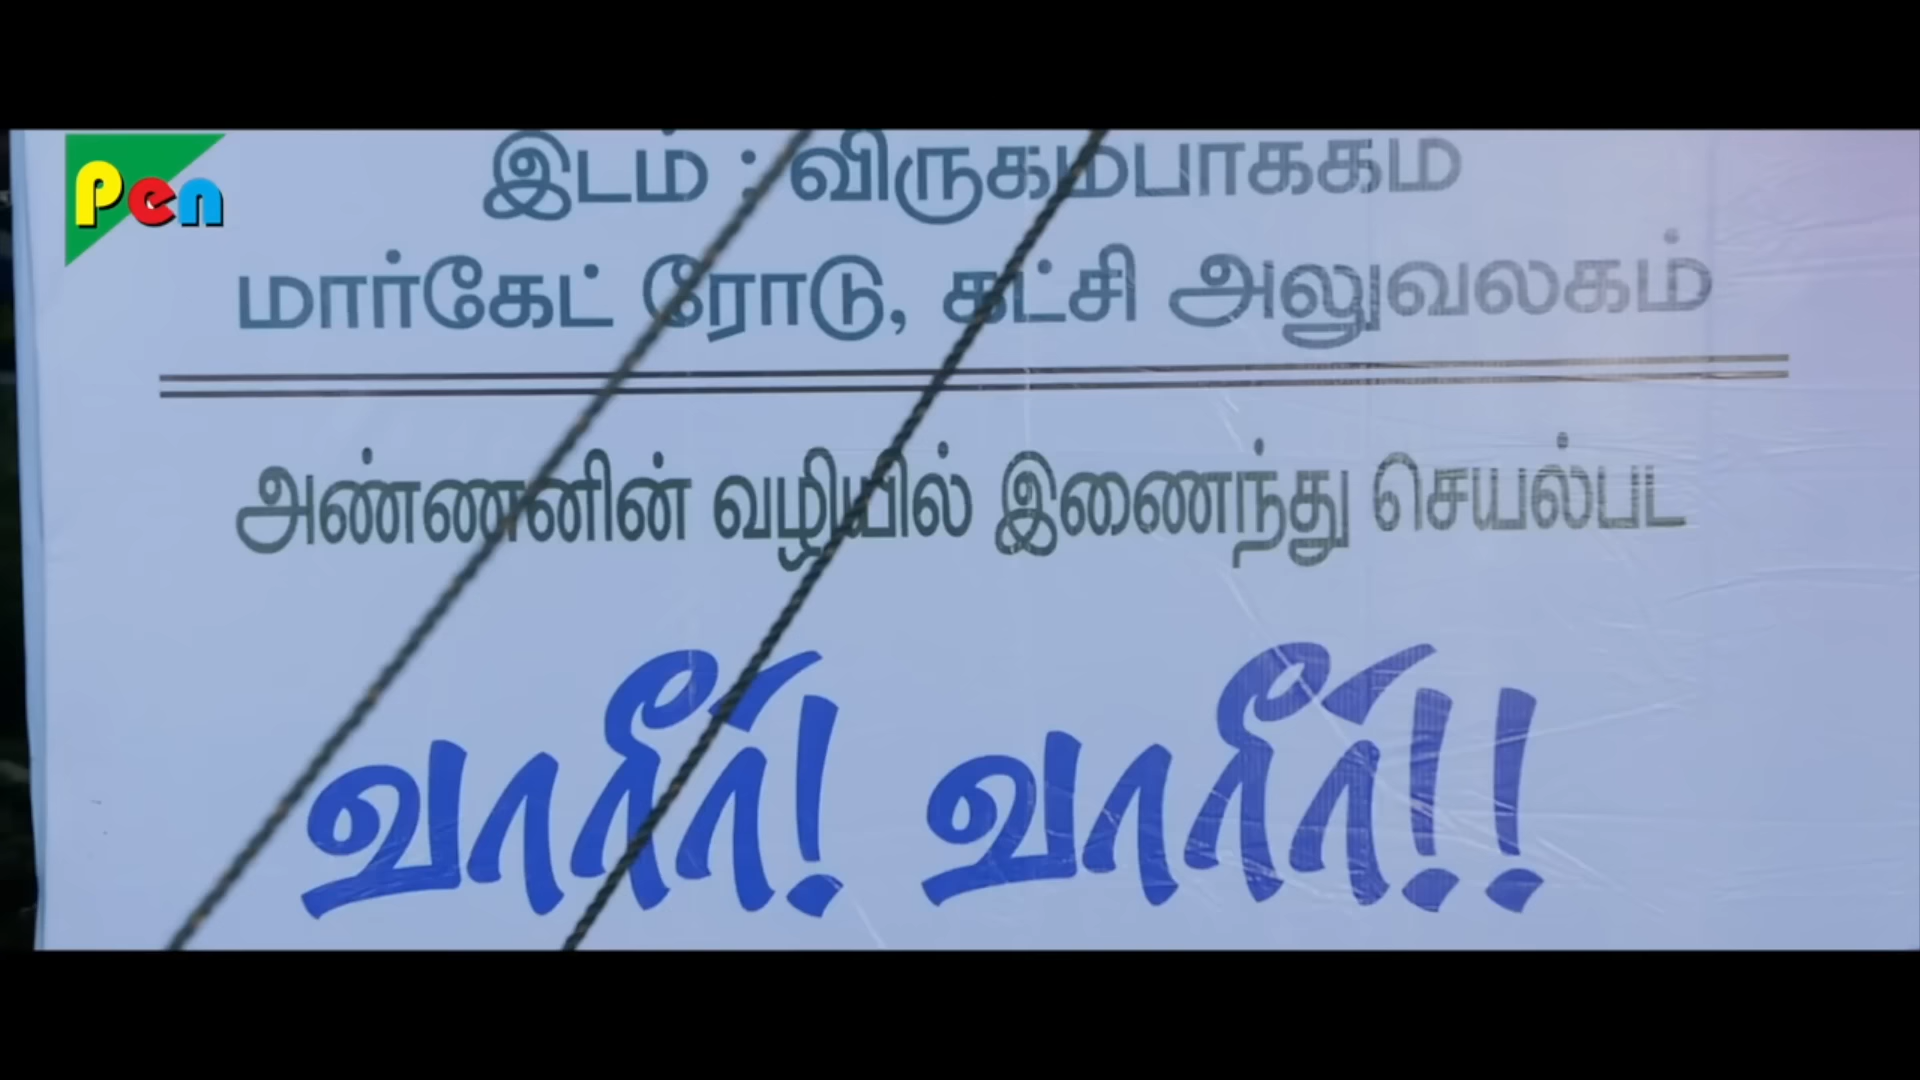 Pen
இடம் : விருகம்பாக்கம்
மார்கேட் ரோடு, கட்சி அலுவலகம்
அண்ணனின் வழியில் இணைந்து செயல்பட
வாரீர்! வாரீர்!!